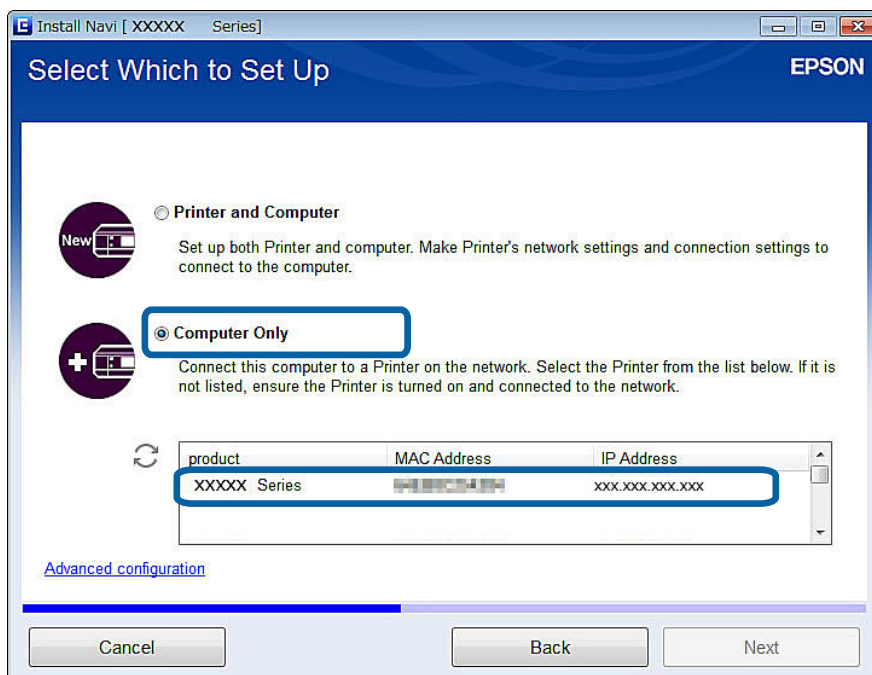 Install Navi [ XXXXX Series]
Select Which to Set Up
EPSON
New
Printer and Computer
Set up both Printer and computer. Make Printer's network settings and connection settings to
connect to the computer.
Computer Only
Connect this computer to a Printer on the network. Select the Printer from the list below. If it is
not listed, ensure the Printer is turned on and connected to the network.
product MAC Address IP Address
XXXXX Series xxx.xxx.xxx.xxx
Advanced configuration
Cancel Back Next